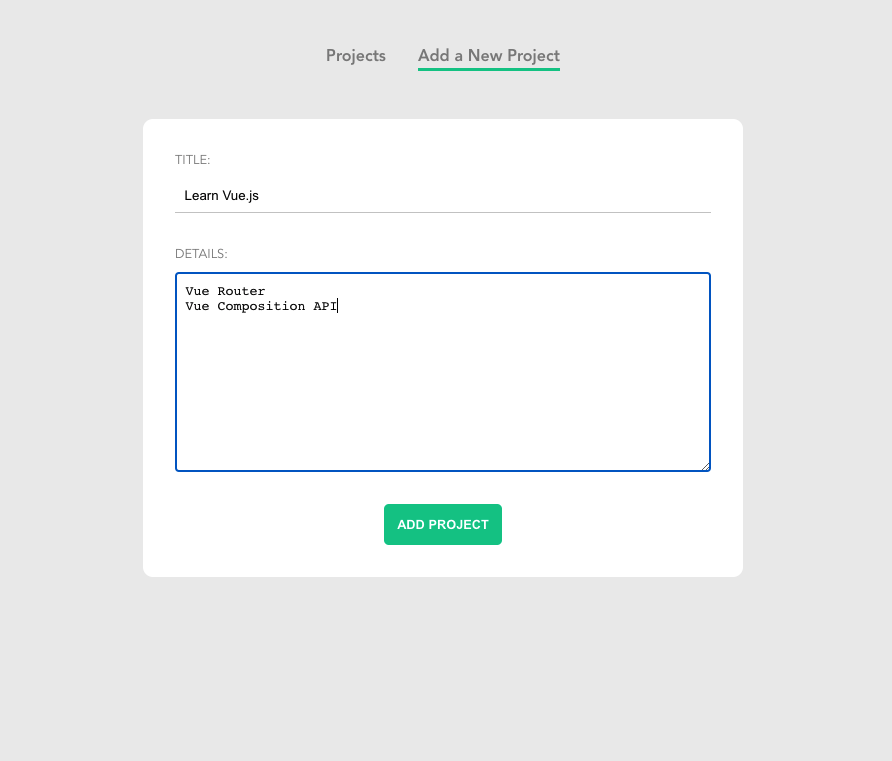 Projects Add a New Project
TITLE:
Learn Vue.js
DETAILS:
Vue Router
Vue Composition API
ADD PROJECT